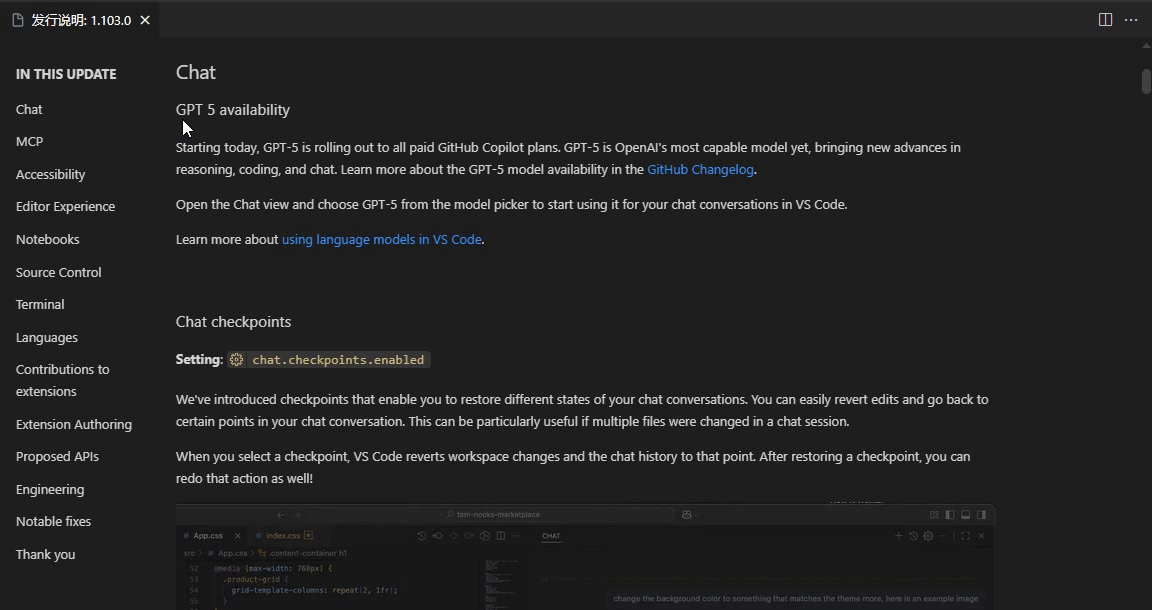 发行说明: 1.103.0
IN THIS UPDATE
Chat
MCP
Accessibility
Editor Experience
Notebooks
Source Control
Terminal
Languages
Contributions to
extensions
Extension Authoring
Proposed APIs
Engineering
Notable fixes
Thank you
Chat
GPT 5 availability
Starting today, GPT-5 is rolling out to all paid GitHub Copilot plans. GPT-5 is OpenAI's most capable model yet, bringing new advances in
reasoning, coding, and chat. Learn more about the GPT-5 model availability in the GitHub Changelog.
Open the Chat view and choose GPT-5 from the model picker to start using it for your chat conversations in VS Code.
Learn more about using language models in VS Code.
Chat checkpoints
Setting: chat.checkpoints.enabled
We've introduced checkpoints that enable you to restore different states of your chat conversations. You can easily revert edits and go back to
certain points in your chat conversation. This can be particularly useful if multiple files were changed in a chat session.
When you select a checkpoint, VS Code reverts workspace changes and the chat history to that point. After restoring a checkpoint, you can
redo that action as well!
tom-nooks-marketplace
# App.css
# index.css
CHAT
src > # App.css > .content-container h1
52 @media (max-width: 768px) {
53 .product-grid {
54 grid-template-columns: repeat(2, 1fr);
55 }
change the background color to something that matches the theme more, here is an example image